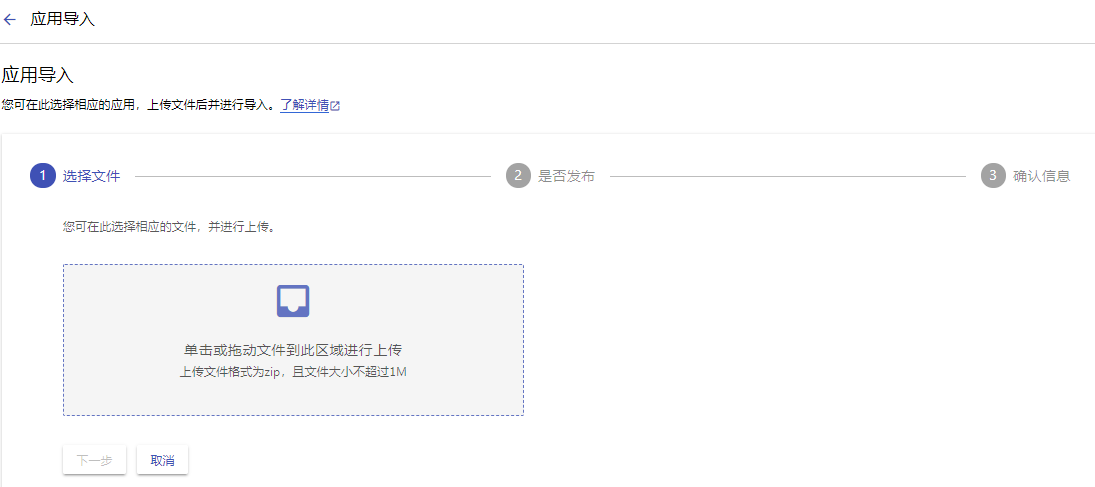 应用导入
应用导入
您可在此选择相应的应用，上传文件后并进行导入。了解详情
1 选择文件 2 是否发布 3 确认信息
您可在此选择相应的文件，并进行上传。
单击或拖动文件到此区域进行上传
上传文件格式为zip，且文件大小不超过1M
下一步 取消